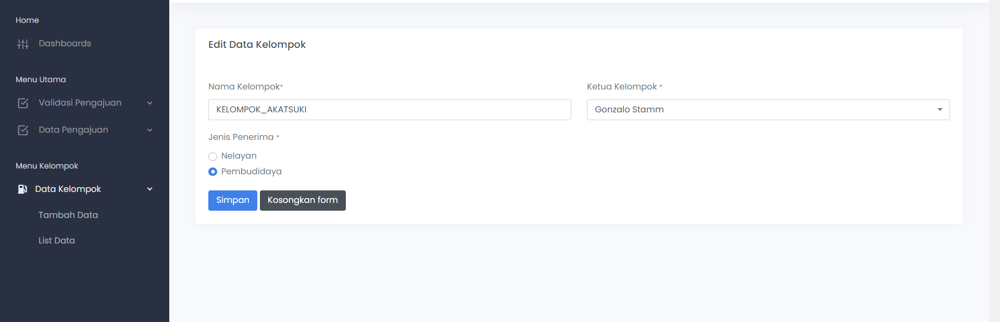 Home
Dashboards
Menu Utama
Validasi Pengajuan
Data Pengajuan
Menu Kelompok
Data Kelompok
Tambah Data
List Data
Edit Data Kelompok
Nama Kelompok*
KELOMPOK_AKATSUKI
Ketua Kelompok *
Gonzalo Stamm
Jenis Penerima *
Nelayan
Pembudidaya
Simpan Kosongkan form